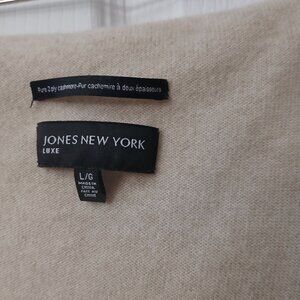 Pure 2 ply cashmere-Pur cachemire à deux épaisseurs
JONES NEW YORK
LUXE
L/G
MADE IN
CHINA
FAIT EN
CHINE